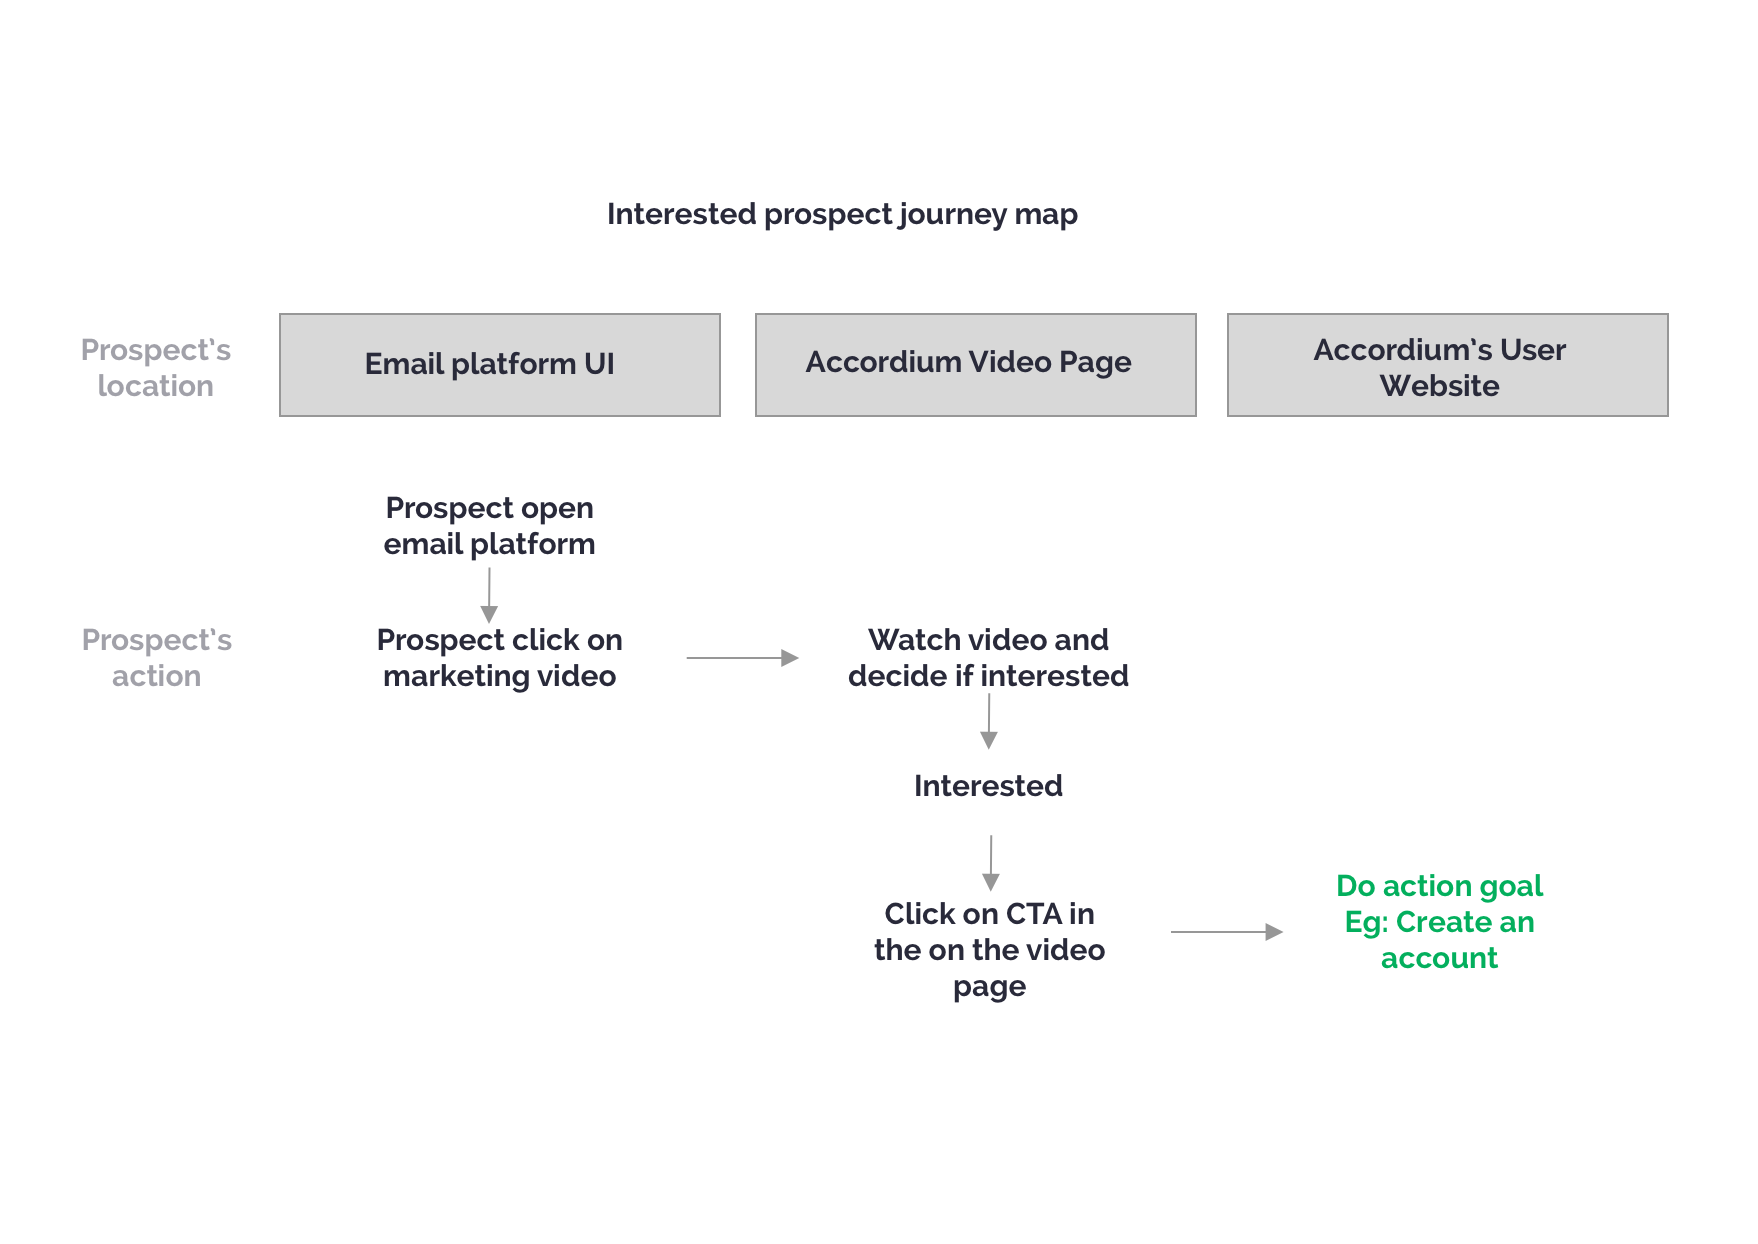 Interested prospect journey map
Prospect's
location
Email platform UI
Accordium Video Page
Accordium's User
Website
Prospect open
email platform
Prospect's
action
Prospect click on
marketing video
Watch video and
decide if interested
Interested
Click on CTA in
the on the video
page
Do action goal
Eg: Create an
account